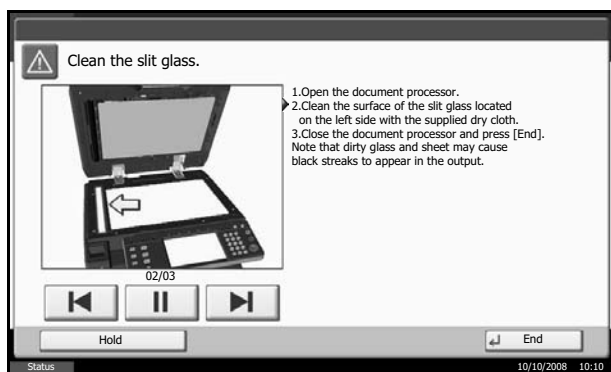 Clean the slit glass.
1.Open the document processor.
2.Clean the surface of the slit glass located
on the left side with the supplied dry cloth.
3.Close the document processor and press [End].
Note that dirty glass and sheet may cause
black streaks to appear in the output.
02/03
Hold
End
Status
10/10/2008 10:10